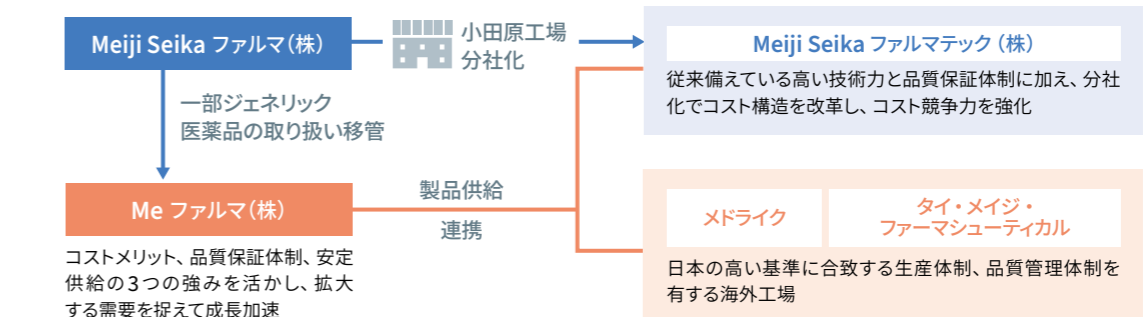 Meiji Seika ファルマ(株)
小田原工場
分社化
Meiji Seika ファルマテック(株)
従来備えている高い技術力と品質保証体制に加え、分社
化でコスト構造を改革し、コスト競争力を強化
一部ジェネリック
医薬品の取り扱い移管
Me ファルマ(株)
製品供給
連携
コストメリット、品質保証体制、安定
供給の3つの強みを活かし、拡大
する需要を捉えて成長加速
メドライク
タイ・メイジ・
ファーマシューティカル
日本の高い基準に合致する生産体制、品質管理体制を
有する海外工場